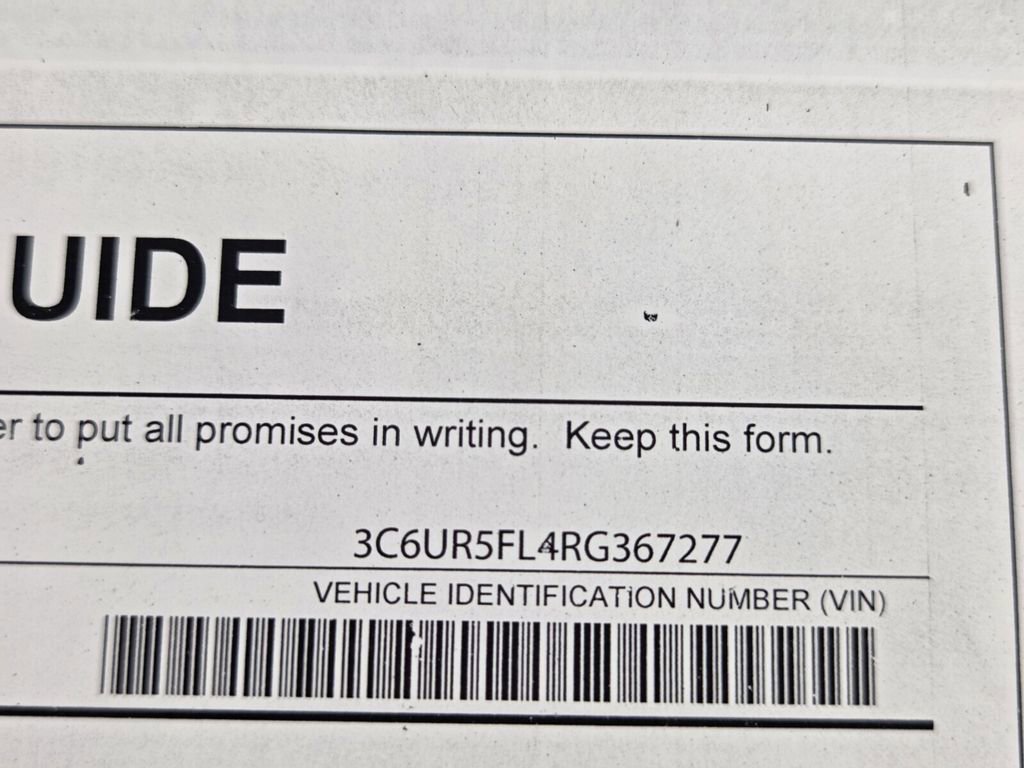 UIDE
er to put all promises in writing. Keep this form.
3C6UR5FL4RG367277
VEHICLE IDENTIFICATION NUMBER (VIN)